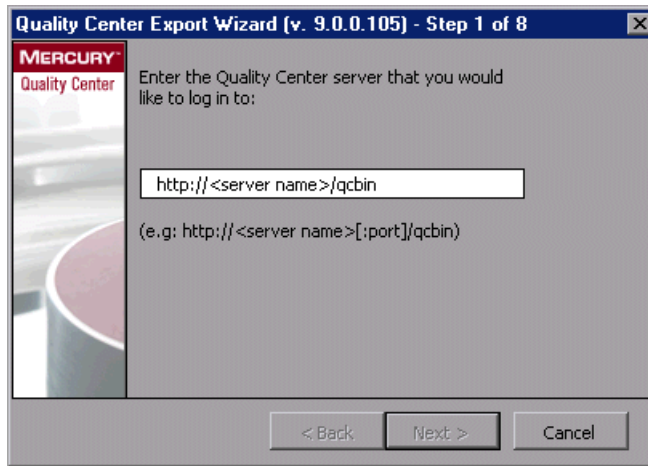 Quality Center Export Wizard (v. 9.0.0.105) - Step 1 of 8
MERCURY™
Quality Center
Enter the Quality Center server that you would
like to log in to:
http://<server name>/qcbin
(e.g: http://<server name>[:port]/qcbin)
< Back
Next >
Cancel